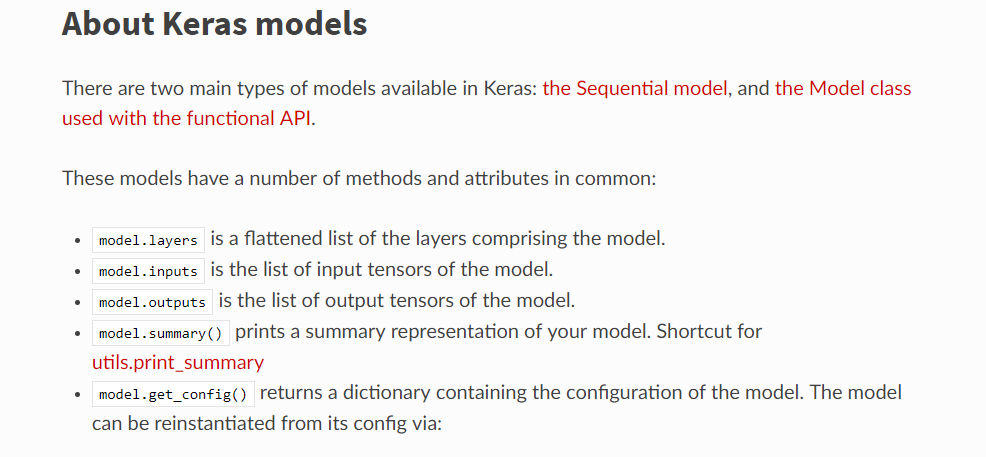 About Keras models
There are two main types of models available in Keras: the Sequential model, and the Model class
used with the functional API.
These models have a number of methods and attributes in common:
• model.layers is a flattened list of the layers comprising the model.
• model.inputs is the list of input tensors of the model.
• model.outputs is the list of output tensors of the model.
• model.summary() prints a summary representation of your model. Shortcut for
utils.print_summary
• model.get_config() returns a dictionary containing the configuration of the model. The model
can be reinstantiated from its config via: